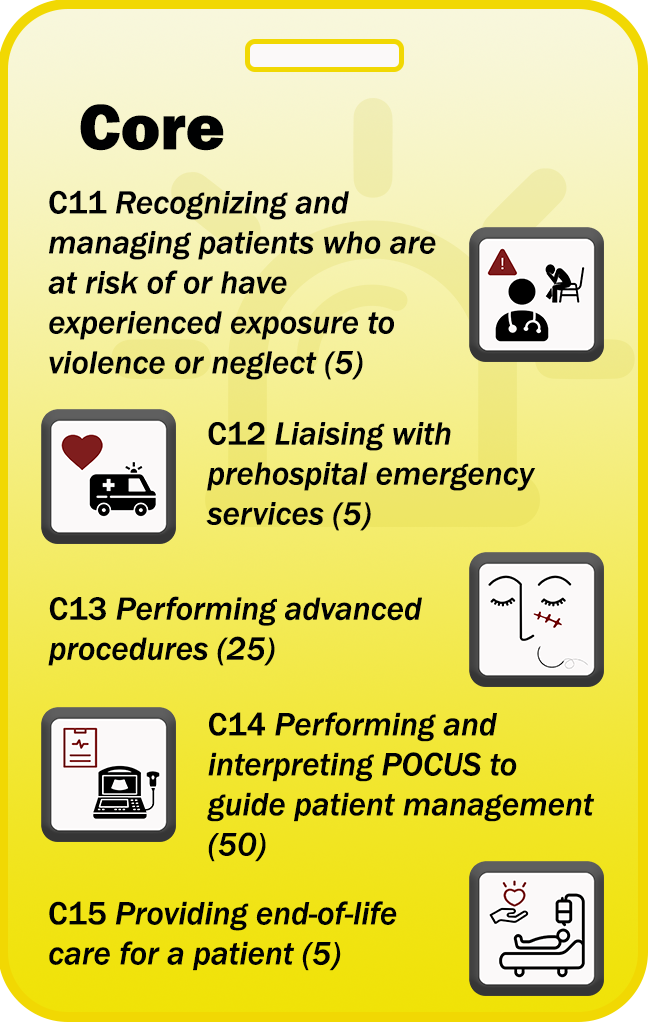 Core
C11 Recognizing and
managing patients who are
at risk of or have
experienced exposure to
violence or neglect (5)
C12 Liaising with
prehospital emergency
services (5)
C13 Performing advanced
procedures (25)
C14 Performing and
interpreting POCUS to
guide patient management
(50)
C15 Providing end-of-life
care for a patient (5)